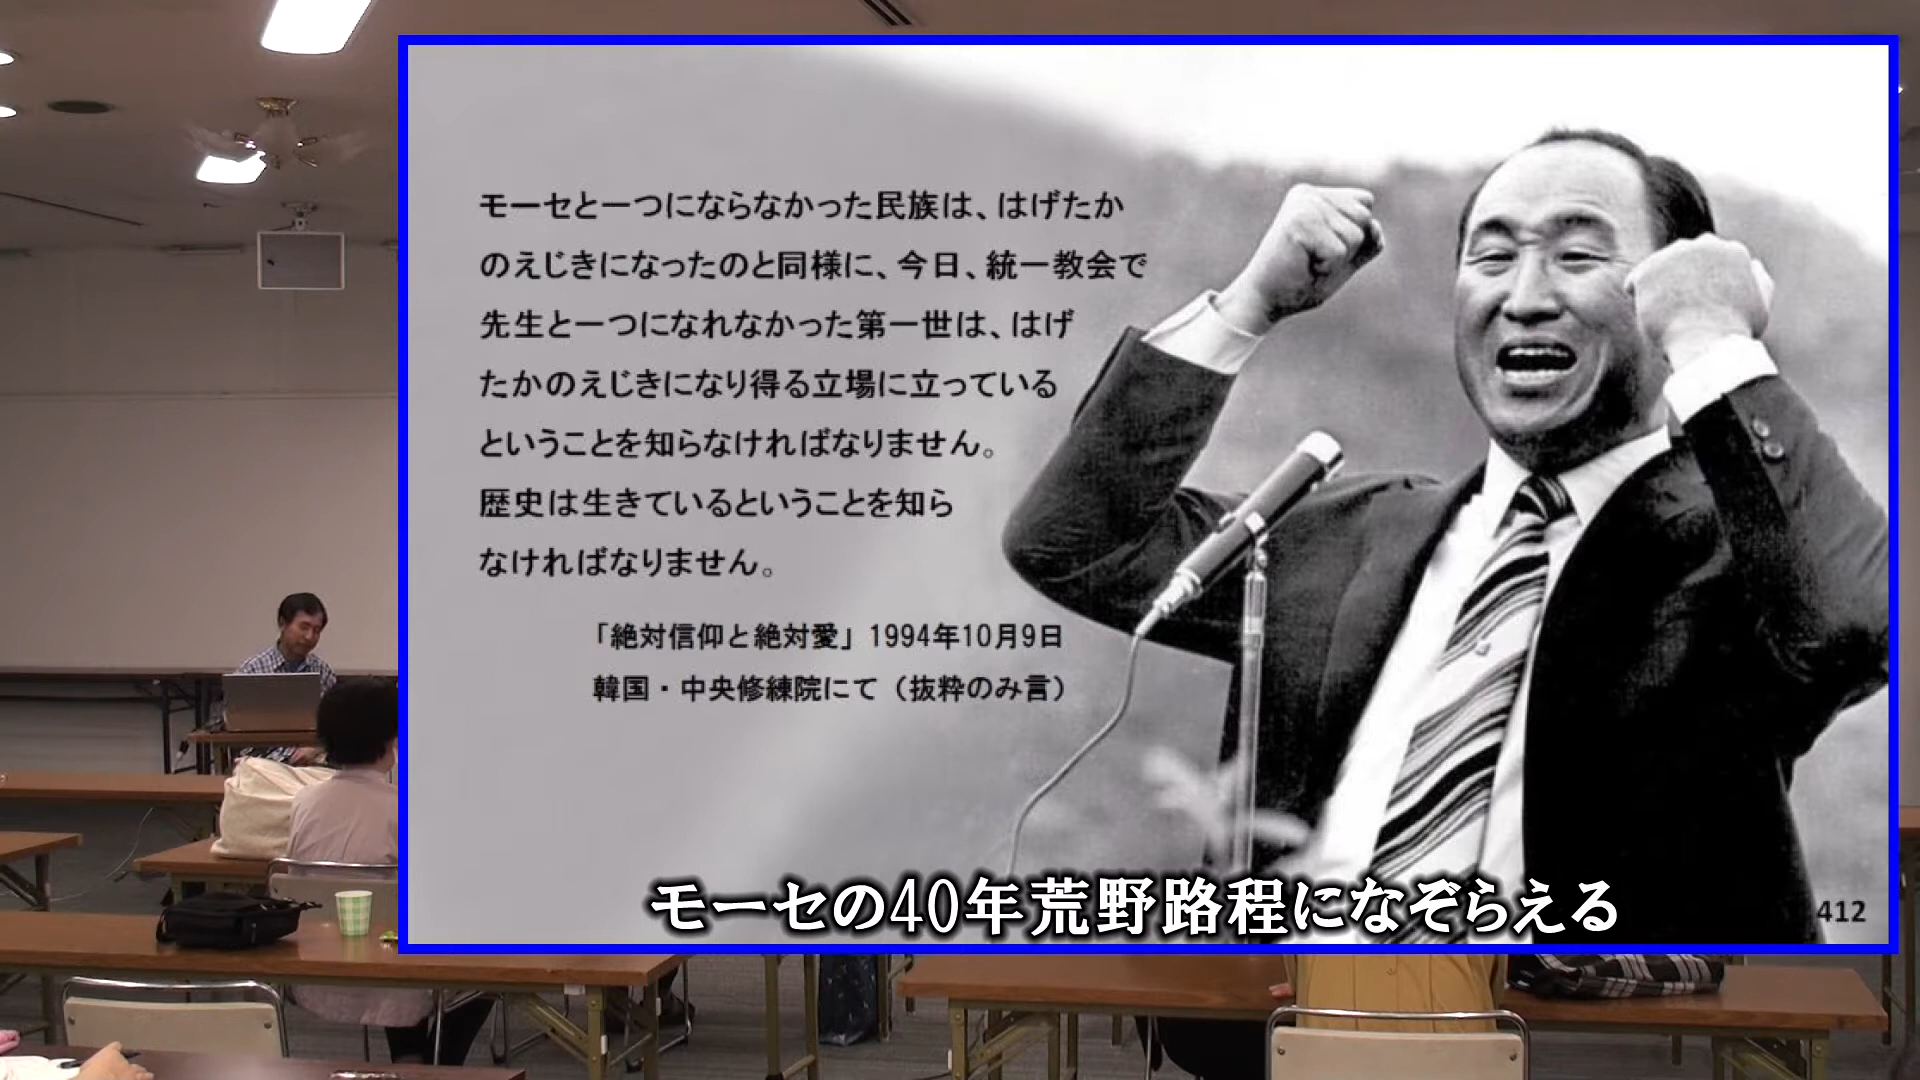 モーセと一つにならなかった民族は、はげたか
のえじきになったのと同様に、今日、統一教会で
先生と一つになれなかった第一世は、はげ
たかのえじきになり得る立場に立っている
ということを知らなければなりません。
歴史は生きているということを知ら
なければなりません。
「絶対信仰と絶対愛」1994年10月9日
韓国・中央修練院にて（抜粋のみ言）
モーセの40年荒野路程になぞらえる
412